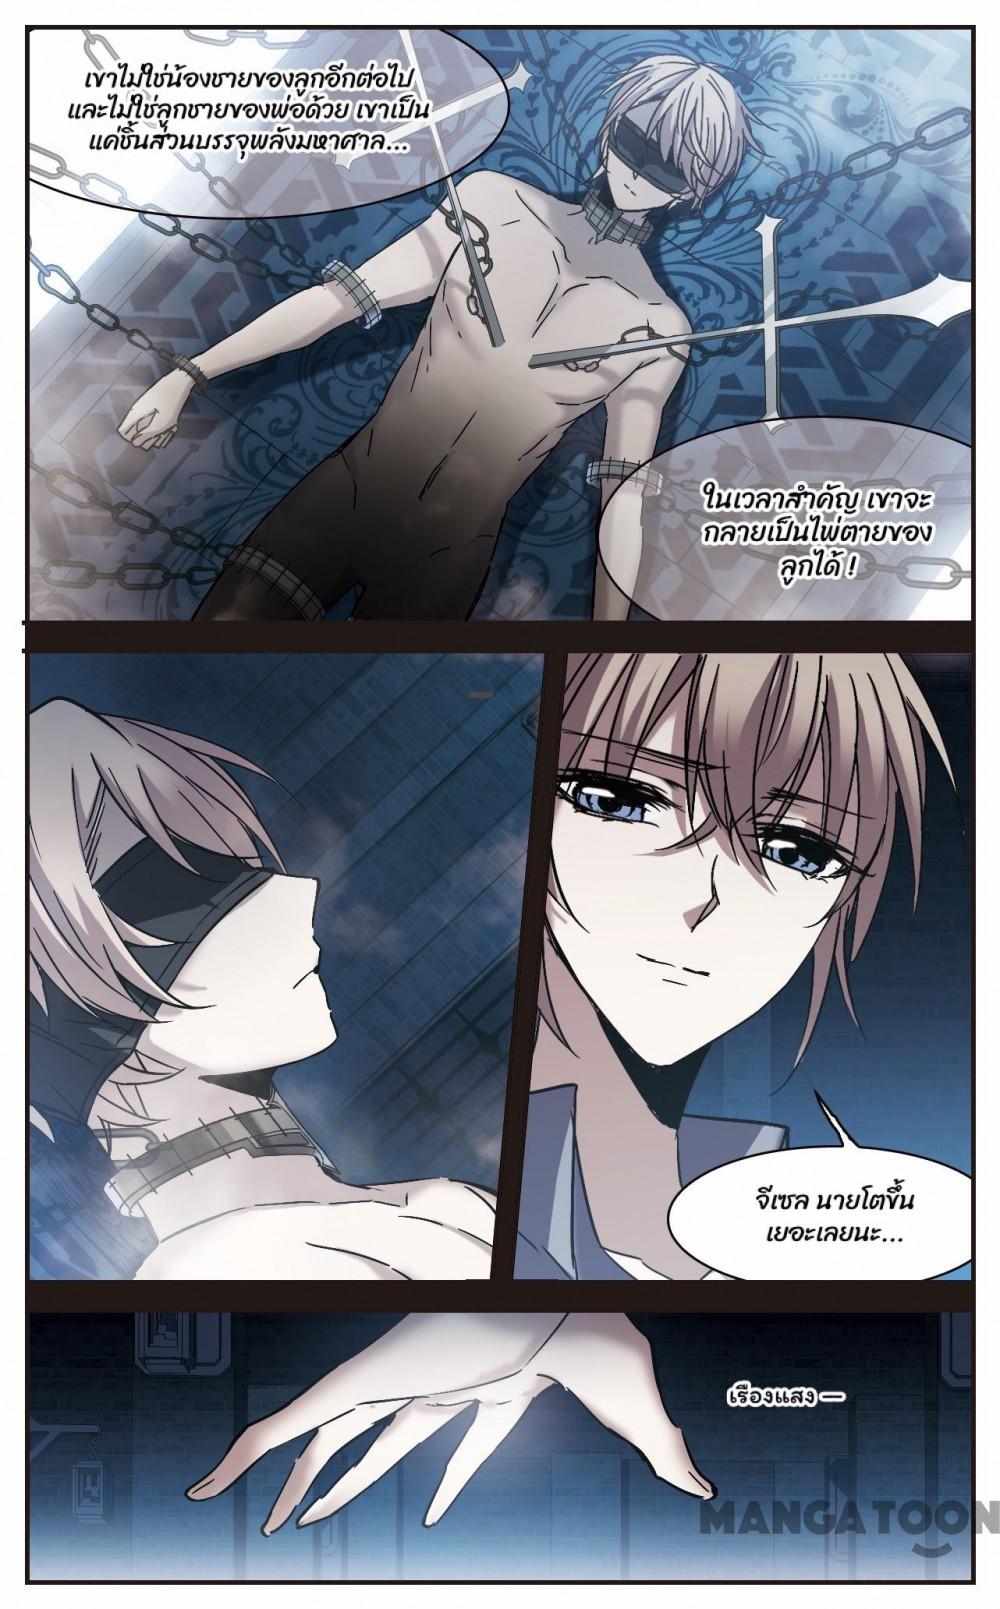 เขาไม่ใช่น้องชายของลูกอีกต่อไป
และไม่ใช่ลูกชายของพ่อด้วย เขาเป็น
แค่ชิ้นส่วนบรรจุพลังมหาศาล...
ในเวลาสำคัญ เขาจะ
กลายเป็นไพ่ตายของ
ลูกได้ !
จีเซล นายโตขึ้น
เยอะเลยนะ...
เรืองแสง —
MANGATOON